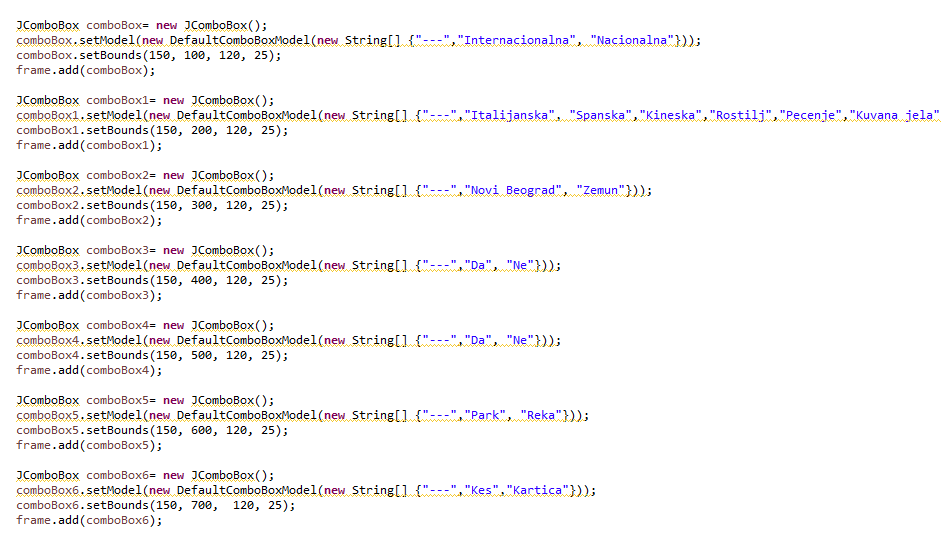 JComboBox comboBox= new JComboBox();
comboBox.setModel(new DefaultComboBoxModel(new String[] {"---","Internacionalna", "Nacionalna"}));
comboBox.setBounds(150, 100, 120, 25);
frame.add(comboBox);

JComboBox comboBox1= new JComboBox();
comboBox1.setModel(new DefaultComboBoxModel(new String[] {"---","Italijanska", "Spanska","Kineska","Rostilj","Pecenje","Kuvana jela"
comboBox1.setBounds(150, 200, 120, 25);
frame.add(comboBox1);

JComboBox comboBox2= new JComboBox();
comboBox2.setModel(new DefaultComboBoxModel(new String[] {"---","Novi Beograd", "Zemun"}));
comboBox2.setBounds(150, 300, 120, 25);
frame.add(comboBox2);

JComboBox comboBox3= new JComboBox();
comboBox3.setModel(new DefaultComboBoxModel(new String[] {"---","Da", "Ne"}));
comboBox3.setBounds(150, 400, 120, 25);
frame.add(comboBox3);

JComboBox comboBox4= new JComboBox();
comboBox4.setModel(new DefaultComboBoxModel(new String[] {"---","Da", "Ne"}));
comboBox4.setBounds(150, 500, 120, 25);
frame.add(comboBox4);

JComboBox comboBox5= new JComboBox();
comboBox5.setModel(new DefaultComboBoxModel(new String[] {"---","Park", "Reka"}));
comboBox5.setBounds(150, 600, 120, 25);
frame.add(comboBox5);

JComboBox comboBox6= new JComboBox();
comboBox6.setModel(new DefaultComboBoxModel(new String[] {"---","Kes","Kartica"}));
comboBox6.setBounds(150, 700,  120, 25);
frame.add(comboBox6);